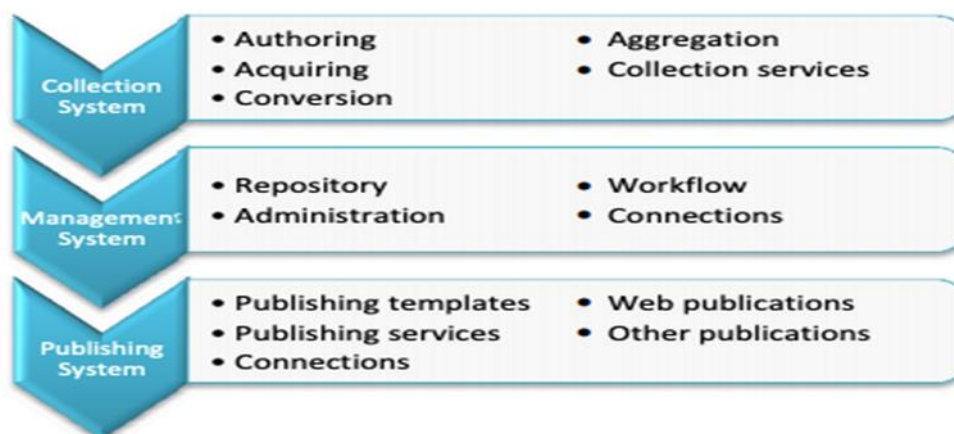 Collection
System
• Authoring
• Acquiring
• Conversion
• Aggregation
• Collection services
Management
System
• Repository
• Administration
• Workflow
• Connections
Publishing
System
• Publishing templates
• Publishing services
• Connections
• Web publications
• Other publications